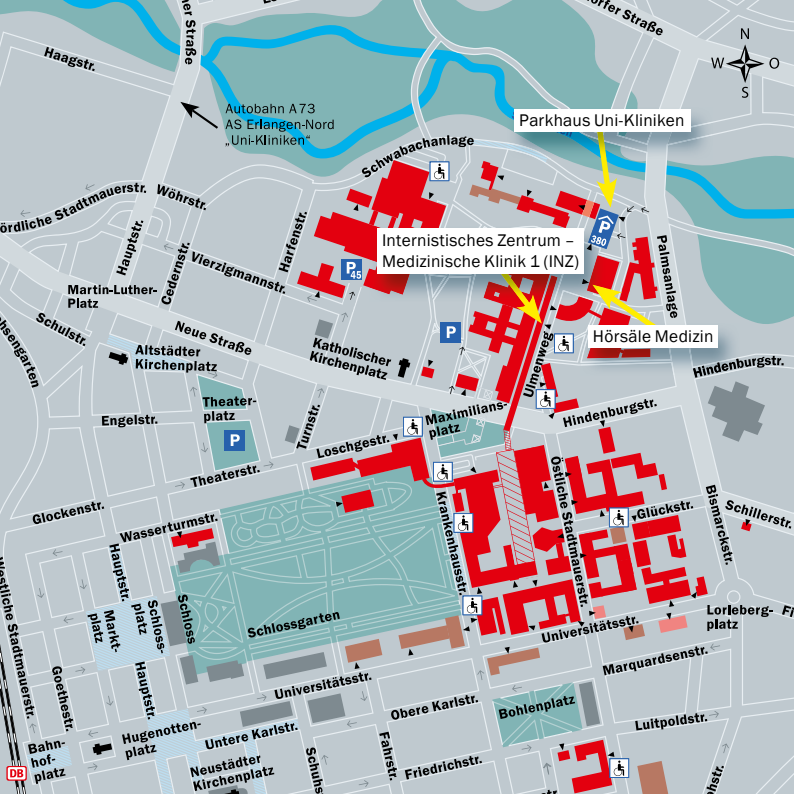 Haagstr.
Autobahn A 73
AS Erlangen-Nord
„Uni-Kliniken"
N
W
O
S
Parkhaus Uni-Kliniken
Schwabachanlage
Wöhrstr.
Hauptstr.
Cedernstr.
Harfenstr.
Vierzigmannstr.
P
45
P
380
Palmsanlage
Internistisches Zentrum –
Medizinische Klinik 1 (INZ)
Hörsäle Medizin
Martin-Luther-
Platz
Schulstr.
Neue Straße
Altstädter
Kirchenplatz
Katholischer
Kirchenplatz
P
Ulmenweg
Hindenburgstr.
Hindenburgstr.
Theater-
platz
P
Engelstr.
Turnstr.
Maximilians-
platz
Loschgestr.
Theaterstr.
Glockenstr.
Wasserturmstr.
Krankenhausstr.
Östliche Stadtmauerstr.
Glückstr.
Bismarckstr.
Schillerstr.
Westliche Stadtmauerstr.
Hauptstr.
Schloss-
platz
Markt-
platz
Schloss
Schlossgarten
Universitätsstr.
Lorleberg-
platz
Goethestr.
Hauptstr.
Universitätsstr.
Marquardsenstr.
Obere Karlstr.
Bohlenplatz
Luitpoldstr.
Hugenotten-
platz
Untere Karlstr.
Bahn-
hof-
platz
DB
Neustädter
Kirchenplatz
Fahrstr.
Friedrichstr.